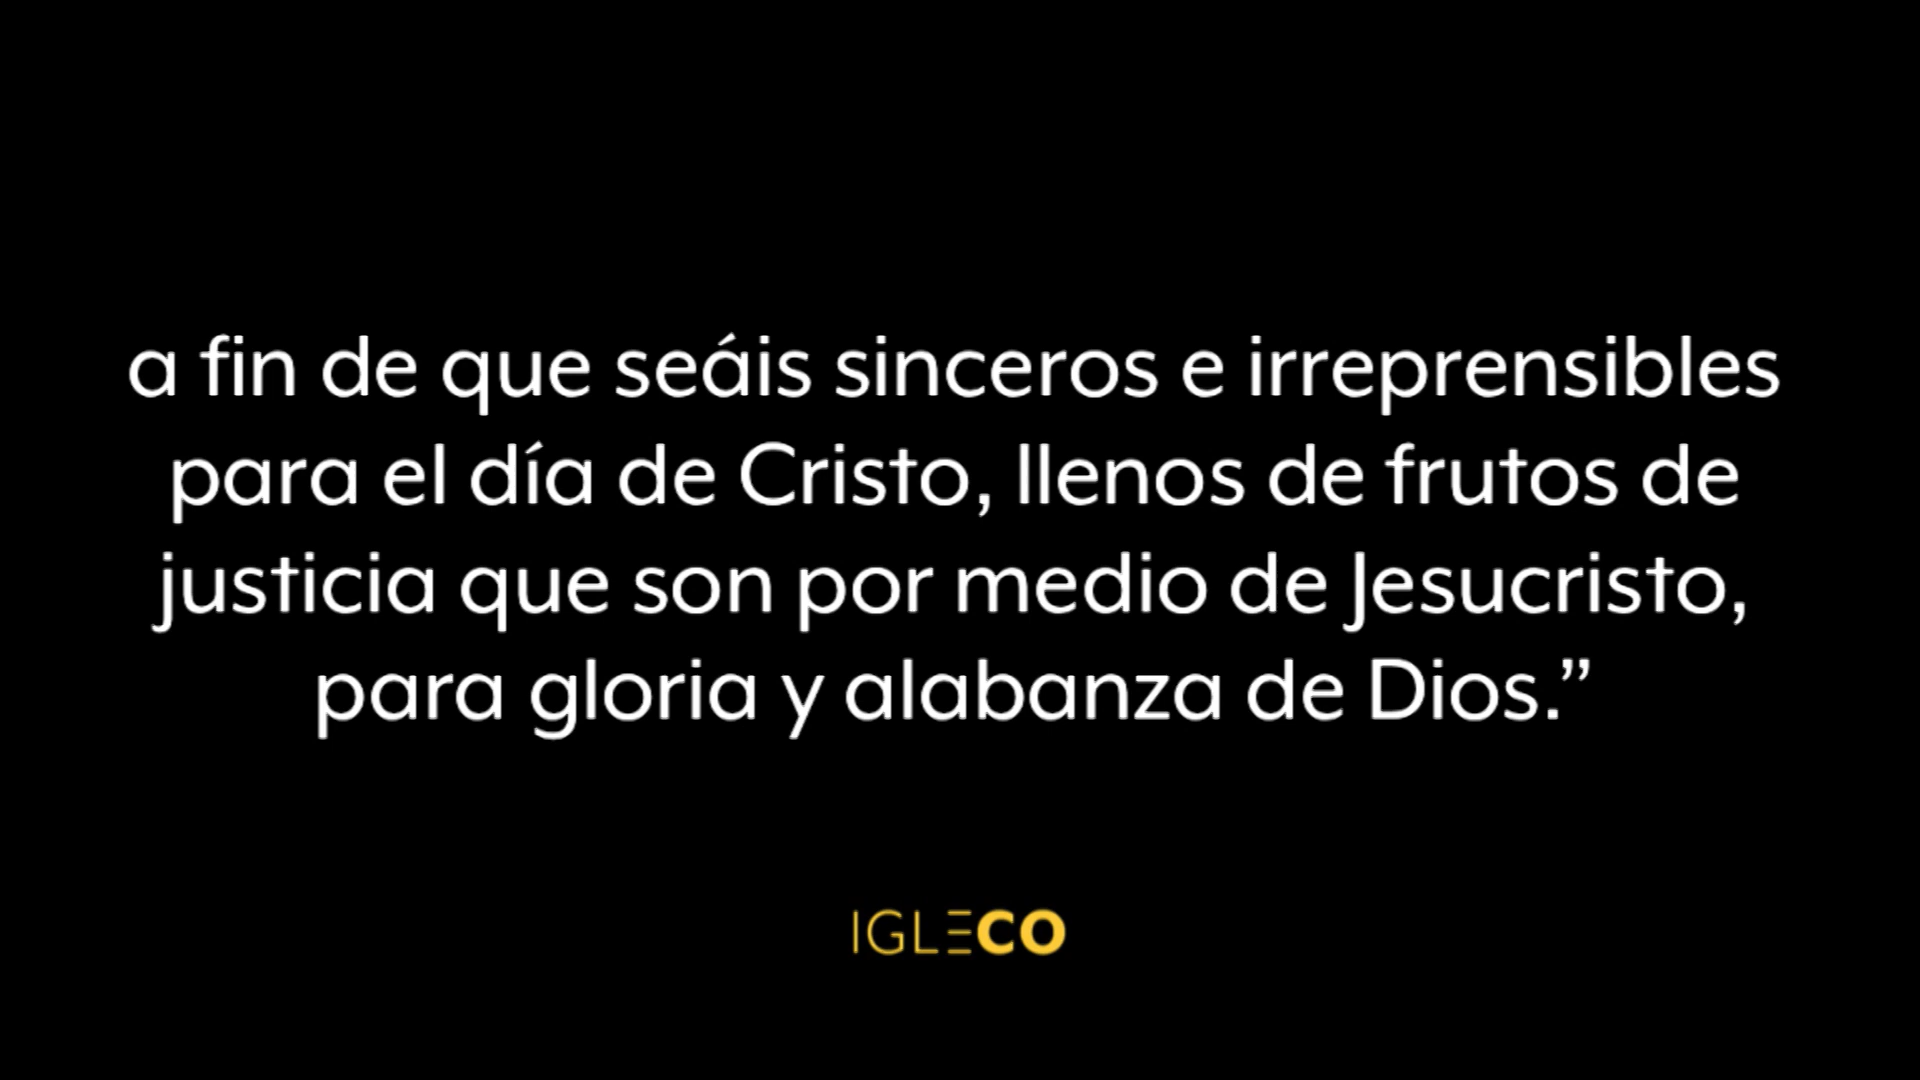 a fin de que seáis sinceros e irreprensibles
para el día de Cristo, llenos de frutos de
justicia que son por medio de Jesucristo,
para gloria y alabanza de Dios.”
IGLECO